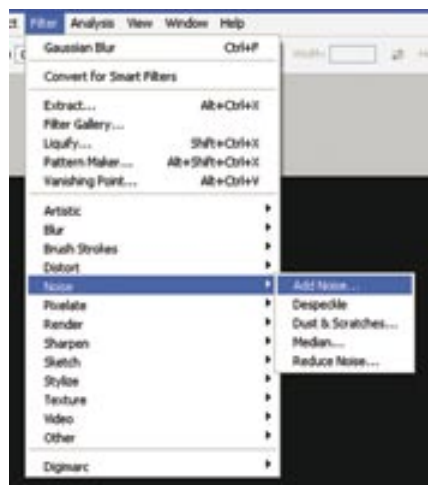 Filter Analysis View Window Help
Gaussian Blur Ctrl+F
Convert for Smart Filters
Extract... Alt+Ctrl+X
Filter Gallery...
Liquify... Shift+Ctrl+X
Pattern Maker... Alt+Shift+Ctrl+X
Vanishing Point... Alt+Ctrl+V
Artistic
Blur
Brush Strokes
Distort
Noise
Add Noise...
Pixelate
Despeckle
Render
Dust & Scratches...
Sharpen
Median...
Sketch
Reduce Noise...
Stylize
Texture
Video
Other
Digimarc